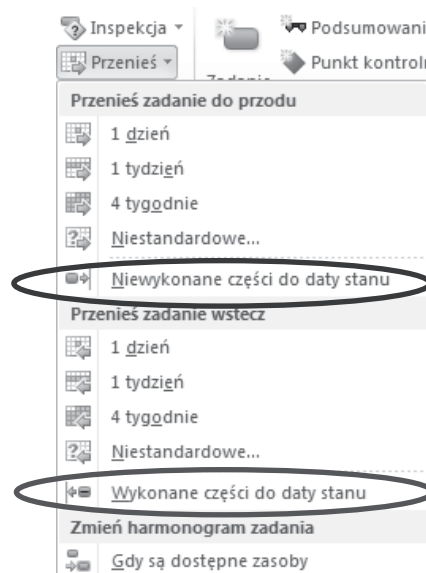 Inspekcja
Podsumowani
Przenieś
Punkt kontroln
Zadanie
Przenieś zadanie do przodu
1 dzień
1 tydzień
4 tygodnie
Niestandardowe...
Niewykonane części do daty stanu
Przenieś zadanie wstecz
1 dzień
1 tydzień
4 tygodnie
Niestandardowe...
Wykonane części do daty stanu
Zmień harmonogram zadania
Gdy są dostępne zasoby